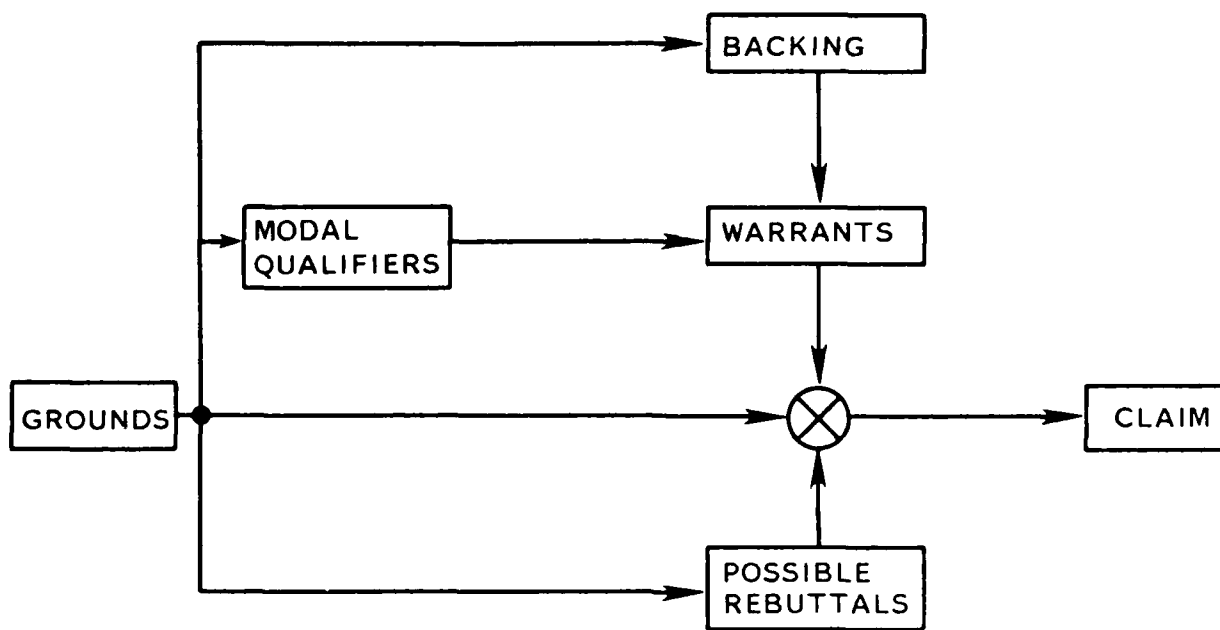 BACKING
MODAL
QUALIFIERS
WARRANTS
GROUNDS
CLAIM
POSSIBLE
REBUTTALS